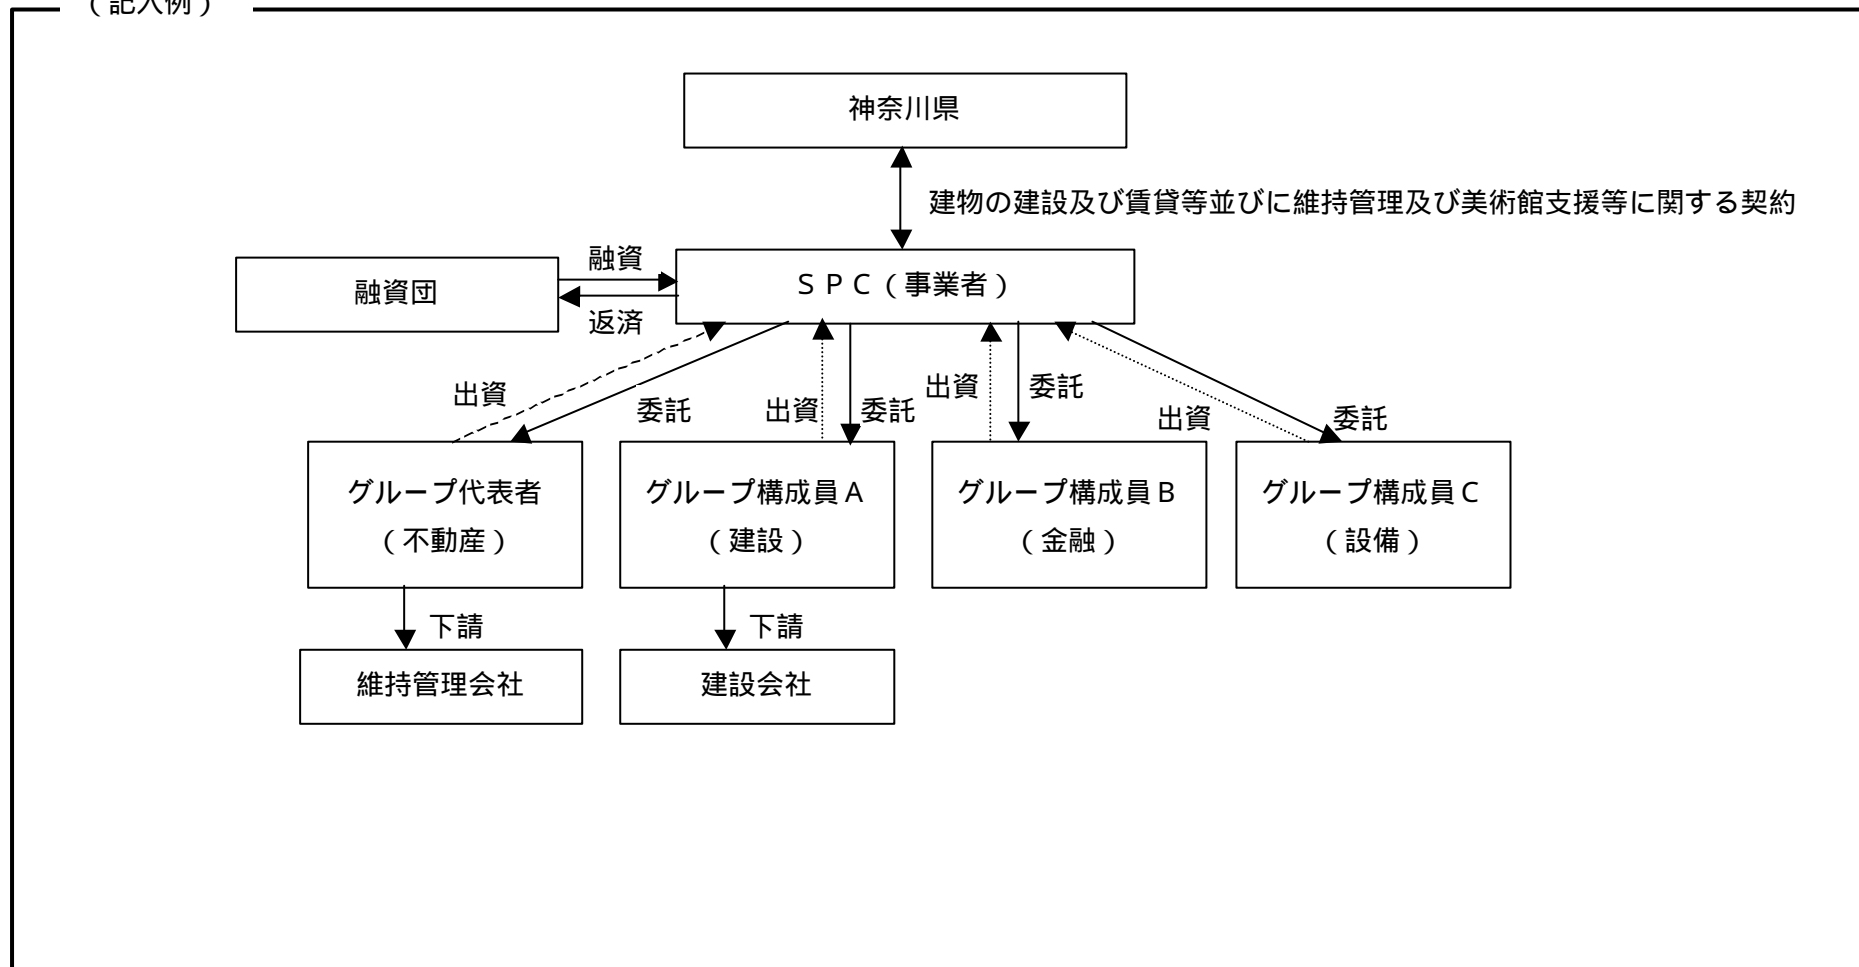 （記入例）
神奈川県
建物の建設及び賃貸等並びに維持管理及び美術館支援等に関する契約
融資
ＳＰＣ（事業者）
融資団
返済
出資
委託
出資
委託
出資
委託
出資
委託
グループ代表者
（不動産）
グループ構成員A
（建設）
グループ構成員B
（金融）
グループ構成員C
（設備）
下請
下請
維持管理会社
建設会社